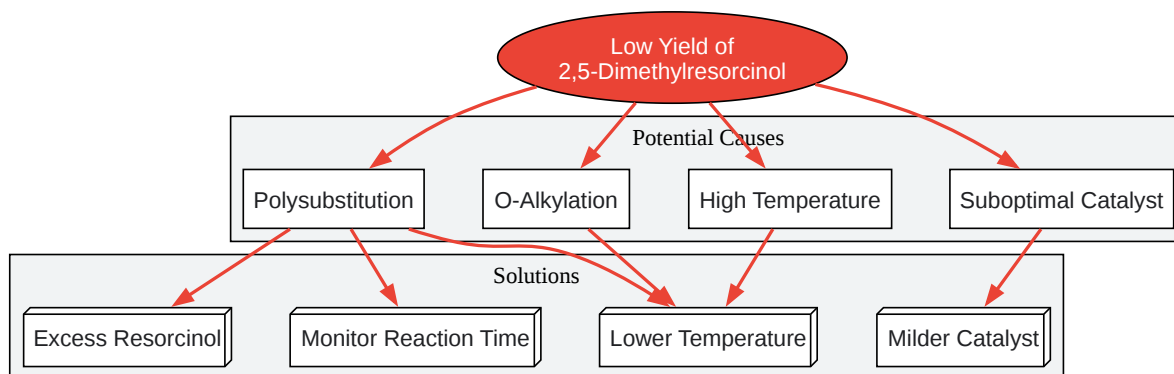 Low Yield of
2,5-Dimethylresorcinol
Potential Causes
Polysubstitution
O-Alkylation
High Temperature
Suboptimal Catalyst
Solutions
Excess Resorcinol
Monitor Reaction Time
Lower Temperature
Milder Catalyst